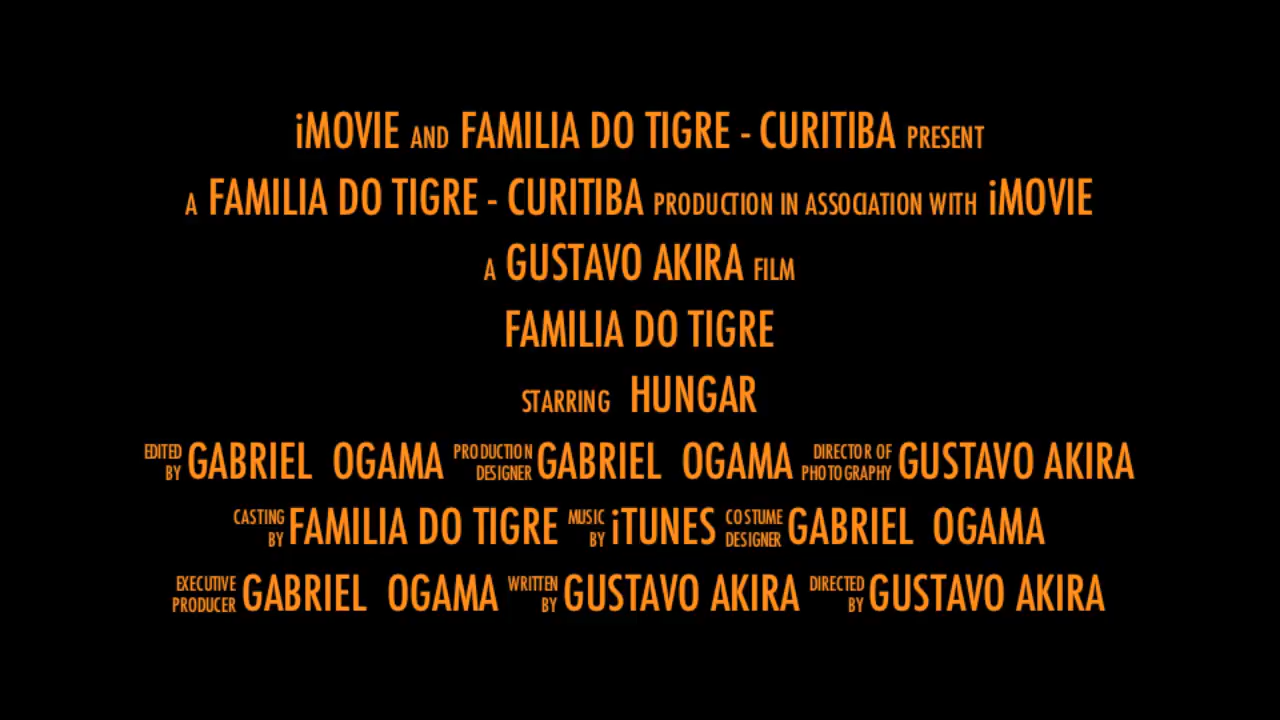 iMOVIE AND FAMILIA DO TIGRE - CURITIBA PRESENT
A FAMILIA DO TIGRE - CURITIBA PRODUCTION IN ASSOCIATION WITH iMOVIE
A GUSTAVO AKIRA FILM
FAMILIA DO TIGRE
STARRING HUNGAR
EDITED BY GABRIEL OGAMA PRODUCTION DESIGNER GABRIEL OGAMA DIRECTOR OF PHOTOGRAPHY GUSTAVO AKIRA
CASTING BY FAMILIA DO TIGRE MUSIC BY iTUNES COSTUME DESIGNER GABRIEL OGAMA
EXECUTIVE PRODUCER GABRIEL OGAMA WRITTEN BY GUSTAVO AKIRA DIRECTED BY GUSTAVO AKIRA